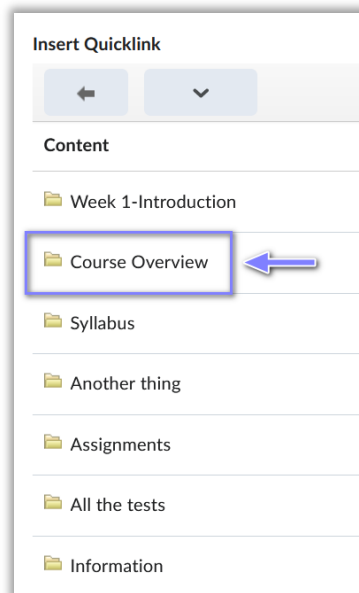 Insert Quicklink
Content
Week 1-Introduction
Course Overview
Syllabus
Another thing
Assignments
All the tests
Information